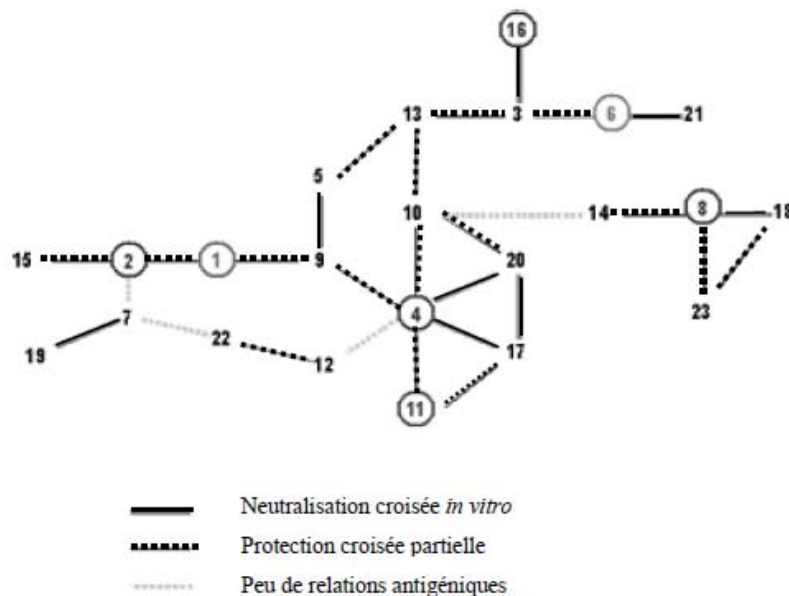 16
13 3 6 21
5
10 14 8 18
15 2 1 9 20
7 4 23
22
19 12 17
11
Neutralisation croisée in vitro
Protection croisée partielle
Peu de relations antigéniques